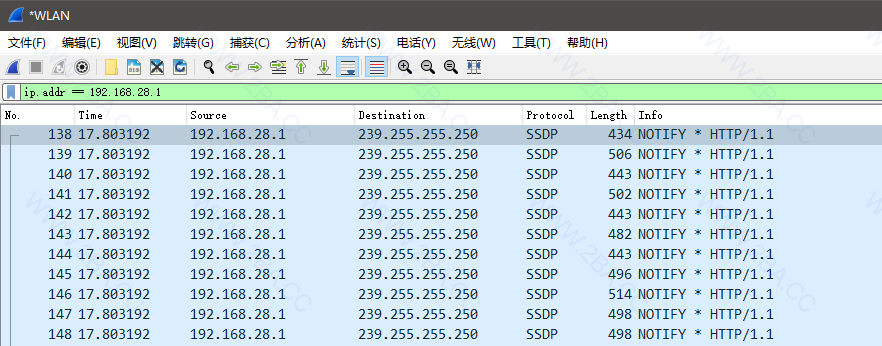 *WLAN
文件(F) 编辑(E) 视图(V) 跳转(G) 捕获(C) 分析(A) 统计(S) 电话(Y) 无线(W) 工具(T) 帮助(H)
ip.addr == 192.168.28.1
No. Time Source Destination Protocol Length Info
138 17.803192 192.168.28.1 239.255.255.250 SSDP 434 NOTIFY * HTTP/1.1
139 17.803192 192.168.28.1 239.255.255.250 SSDP 506 NOTIFY * HTTP/1.1
140 17.803192 192.168.28.1 239.255.255.250 SSDP 443 NOTIFY * HTTP/1.1
141 17.803192 192.168.28.1 239.255.255.250 SSDP 502 NOTIFY * HTTP/1.1
142 17.803192 192.168.28.1 239.255.255.250 SSDP 443 NOTIFY * HTTP/1.1
143 17.803192 192.168.28.1 239.255.255.250 SSDP 482 NOTIFY * HTTP/1.1
144 17.803192 192.168.28.1 239.255.255.250 SSDP 443 NOTIFY * HTTP/1.1
145 17.803192 192.168.28.1 239.255.255.250 SSDP 496 NOTIFY * HTTP/1.1
146 17.803192 192.168.28.1 239.255.255.250 SSDP 514 NOTIFY * HTTP/1.1
147 17.803192 192.168.28.1 239.255.255.250 SSDP 498 NOTIFY * HTTP/1.1
148 17.803192 192.168.28.1 239.255.255.250 SSDP 498 NOTIFY * HTTP/1.1
WWW.2BA.CC